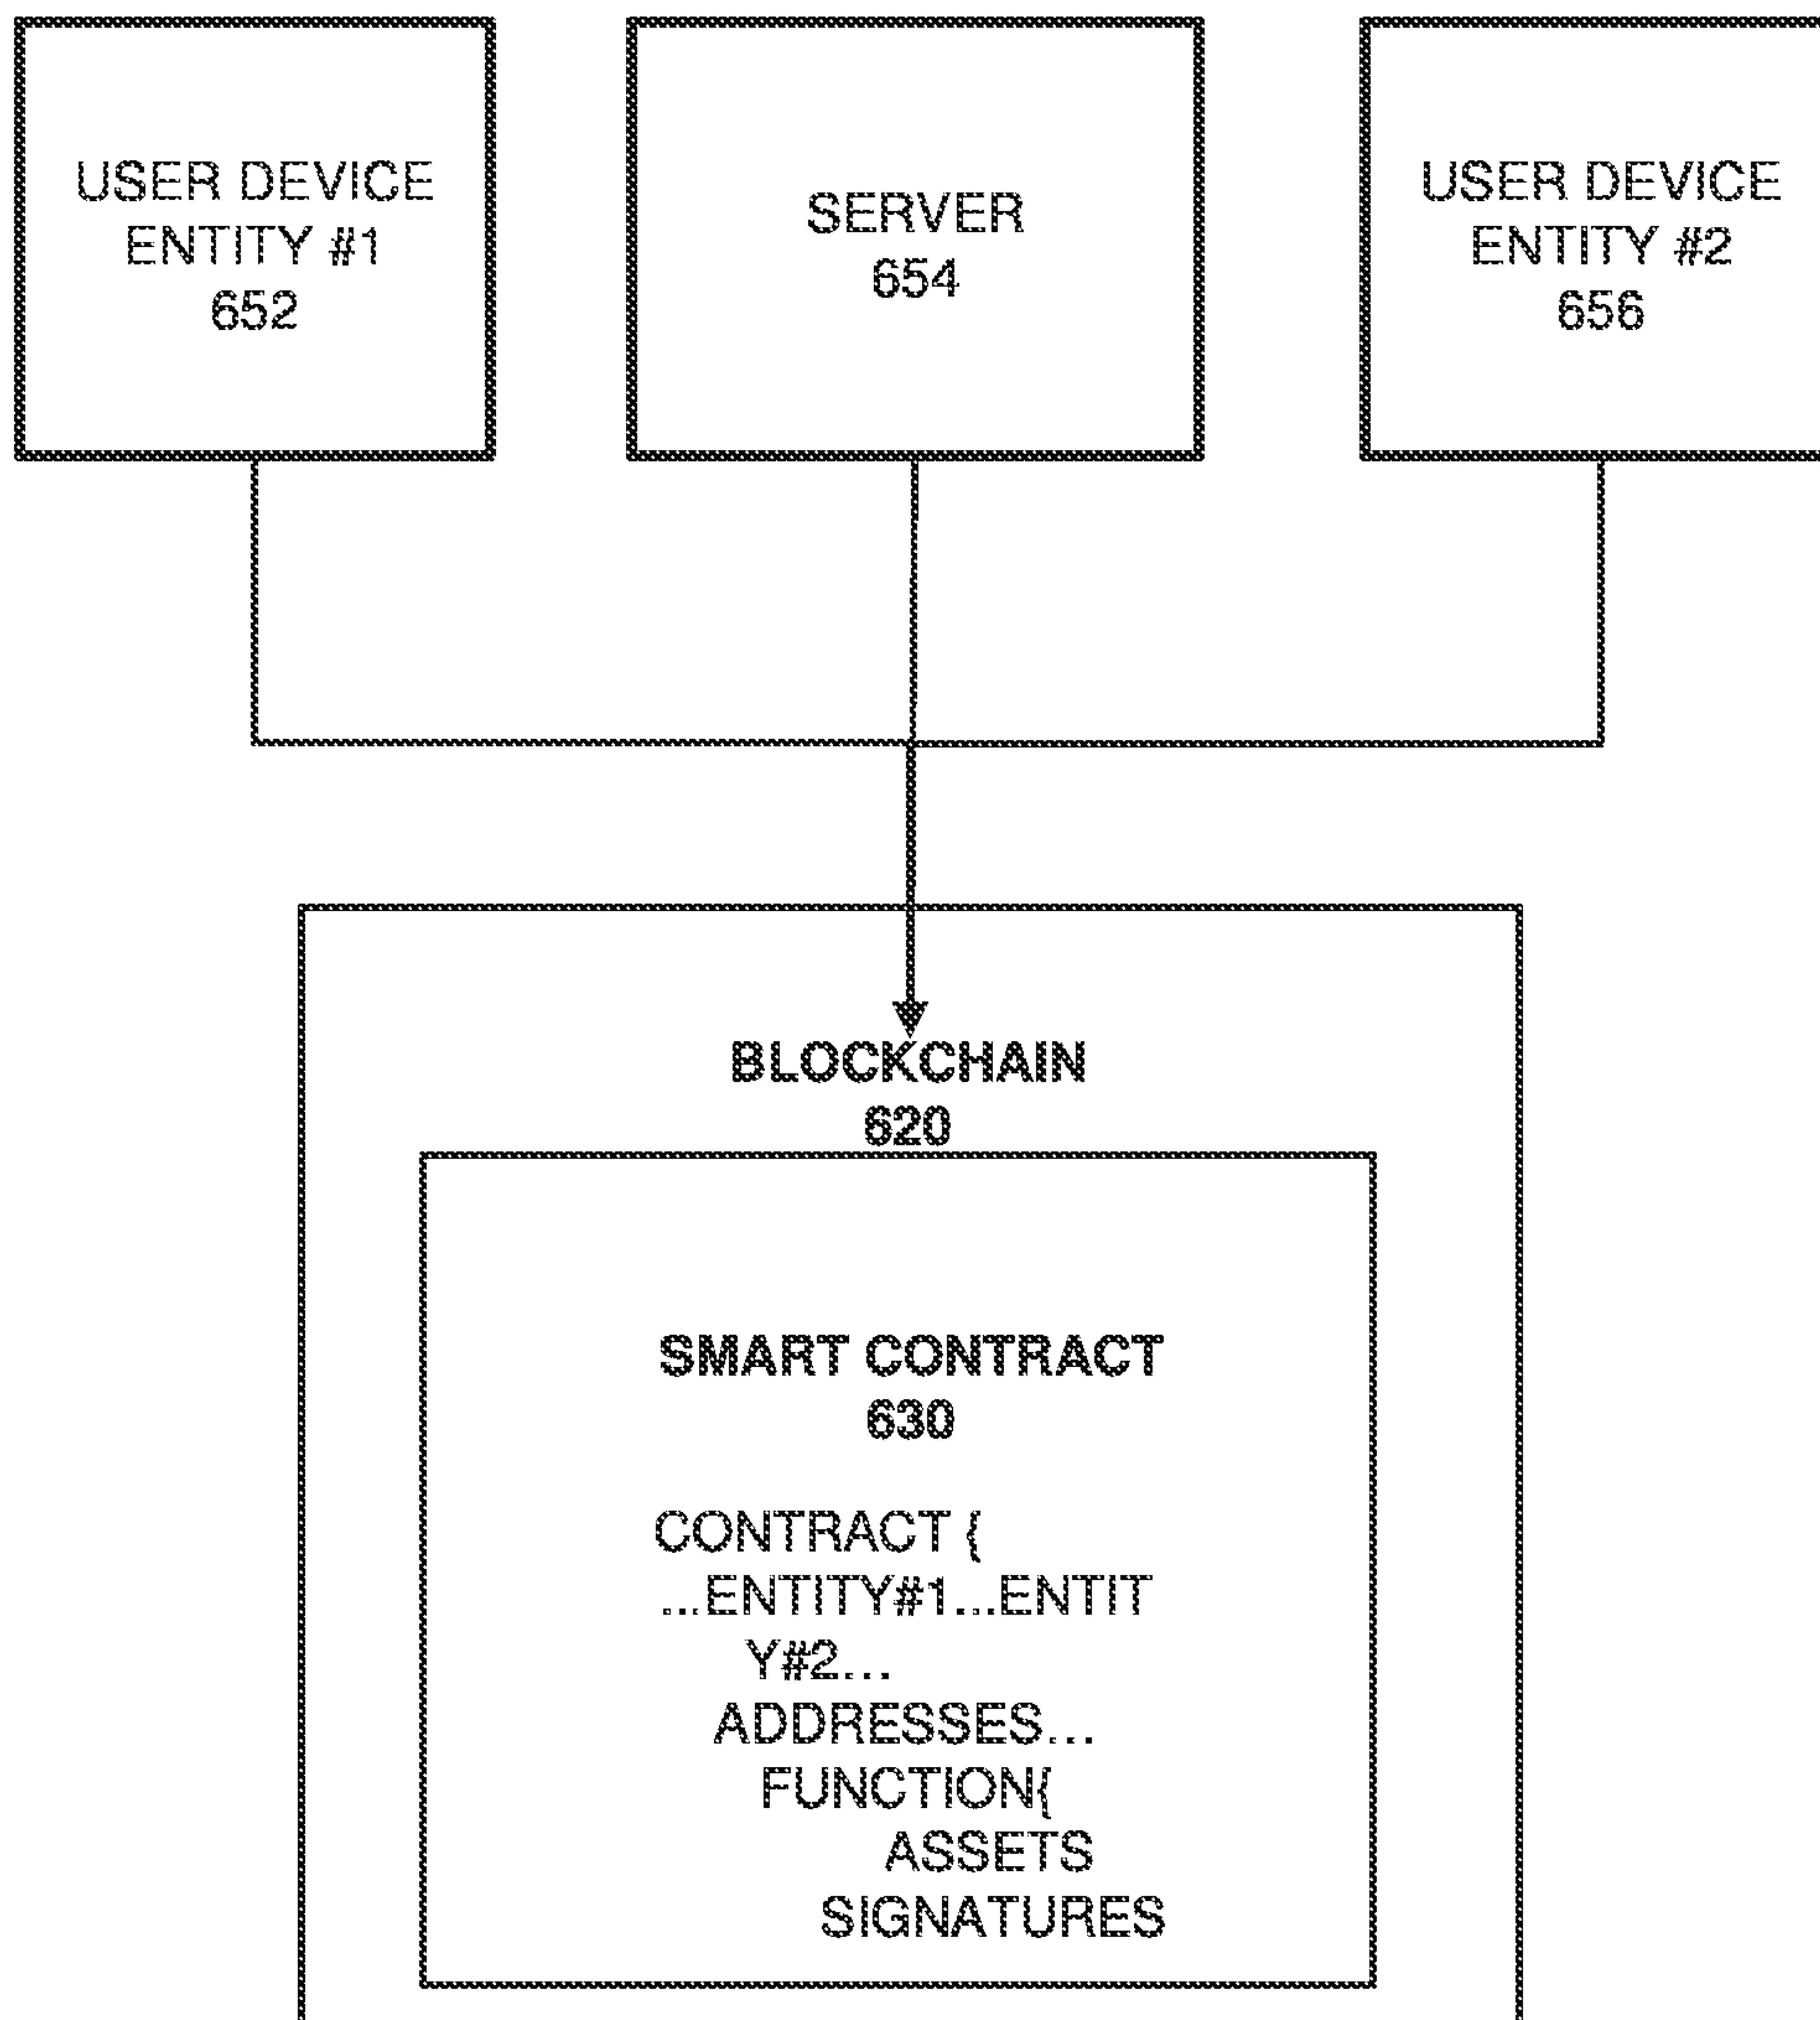 USER DEVICE
ENTITY #1
652
SERVER
654
USER DEVICE
ENTITY #2
656
BLOCKCHAIN
620
SMART CONTRACT
630
CONTRACT {
...ENTITY#1...ENTIT
Y#2...
ADDRESSES...
FUNCTION{
ASSETS
SIGNATURES